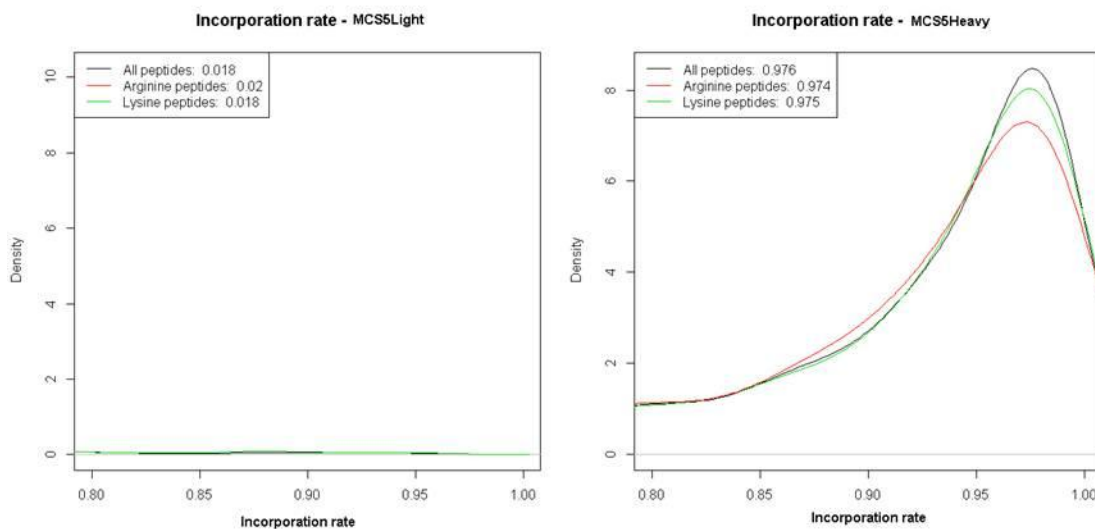 Incorporation rate - MCS5Light
All peptides: 0.018
Arginine peptides: 0.02
Lysine peptides: 0.018
Density
0
2
4
6
8
10
0.80
0.85
0.90
0.95
1.00
Incorporation rate
Incorporation rate - MCS5Heavy
All peptides: 0.976
Arginine peptides: 0.974
Lysine peptides: 0.975
Density
0
2
4
6
8
0.80
0.85
0.90
0.95
1.00
Incorporation rate